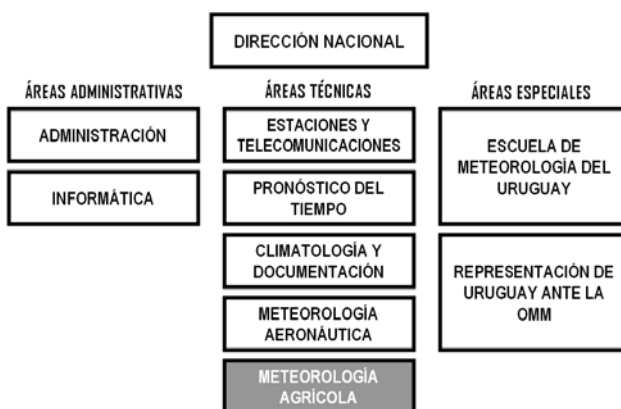 DIRECCIÓN NACIONAL
ÁREAS ADMINISTRATIVAS
ADMINISTRACIÓN
INFORMÁTICA
ÁREAS TÉCNICAS
ESTACIONES Y
TELECOMUNICACIONES
PRONÓSTICO DEL
TIEMPO
CLIMATOLOGÍA Y
DOCUMENTACIÓN
METEOROLOGÍA
AERONÁUTICA
METEOROLOGÍA
AGRÍCOLA
ÁREAS ESPECIALES
ESCUELA DE
METEOROLOGÍA DEL
URUGUAY
REPRESENTACIÓN DE
URUGUAY ANTE LA
OMM